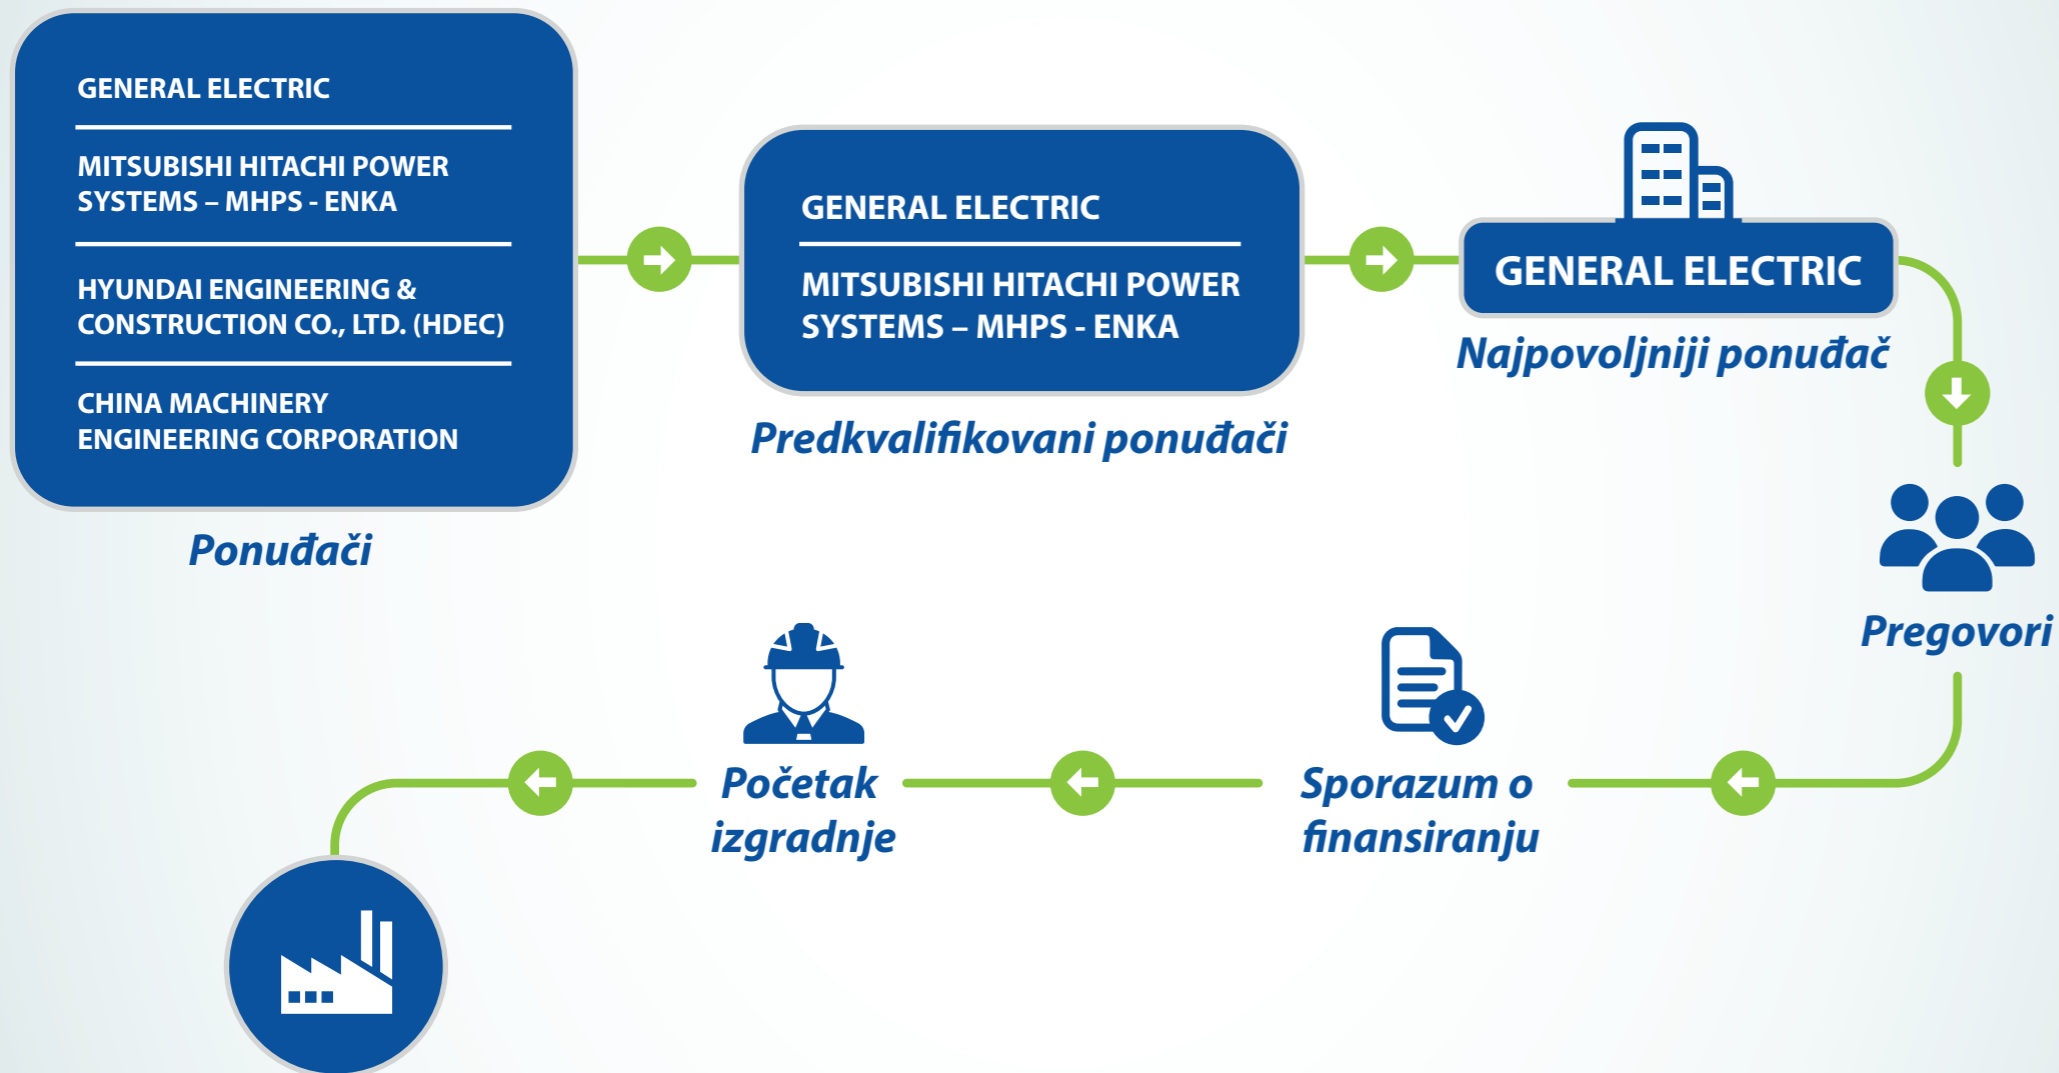 GENERAL ELECTRIC
MITSUBISHI HITACHI POWER
SYSTEMS – MHPS - ENKA
HYUNDAI ENGINEERING &
CONSTRUCTION CO., LTD. (HDEC)
CHINA MACHINERY
ENGINEERING CORPORATION
Ponuđači
GENERAL ELECTRIC
MITSUBISHI HITACHI POWER
SYSTEMS – MHPS - ENKA
Predkvalifikovani ponuđači
GENERAL ELECTRIC
Najpovoljniji ponuđač
Pregovori
Sporazum o
finansiranju
Početak
izgradnje